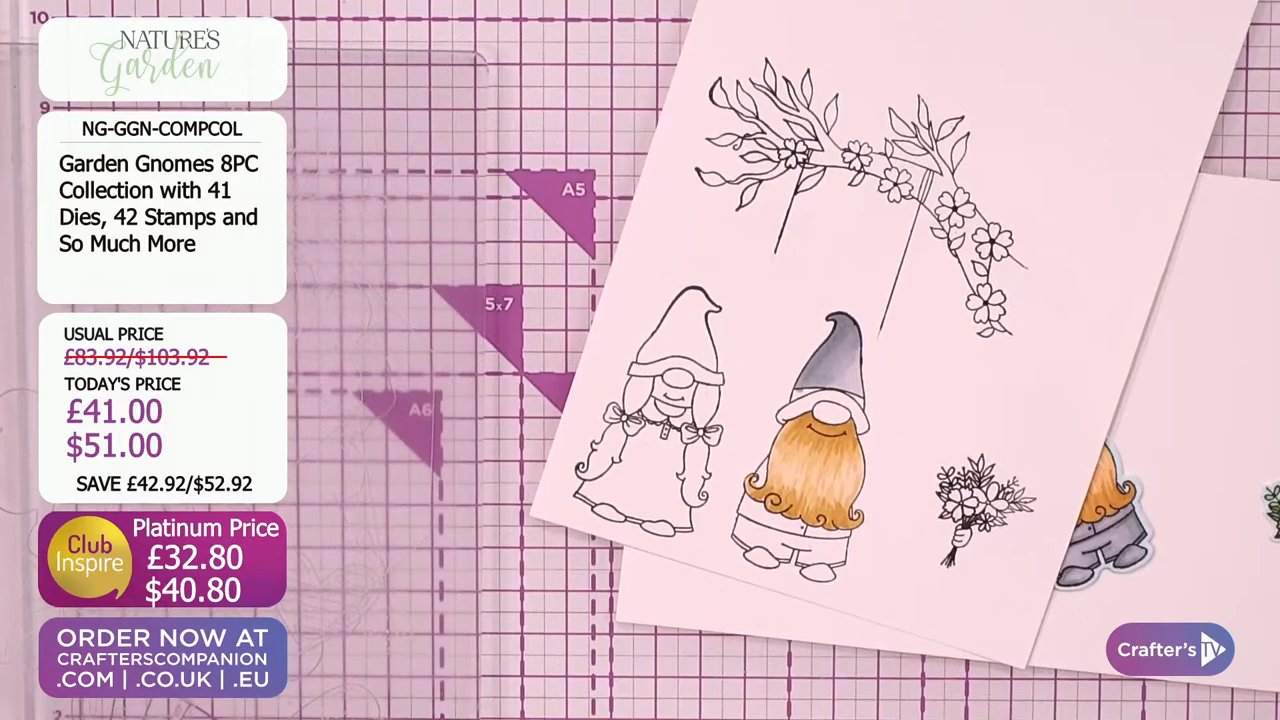 NATURE'S
Garden
NG-GGN-COMPCOL
Garden Gnomes 8PC
Collection with 41
Dies, 42 Stamps and
So Much More
USUAL PRICE
£83.92/$103.92
TODAY'S PRICE
£41.00
$51.00
SAVE £42.92/$52.92
Club
Inspire
Platinum Price
£32.80
$40.80
ORDER NOW AT
CRAFTERSCOMPANION
.COM | .CO.UK | .EU
10
9
A5
5x7
A6
2
Crafter's TV